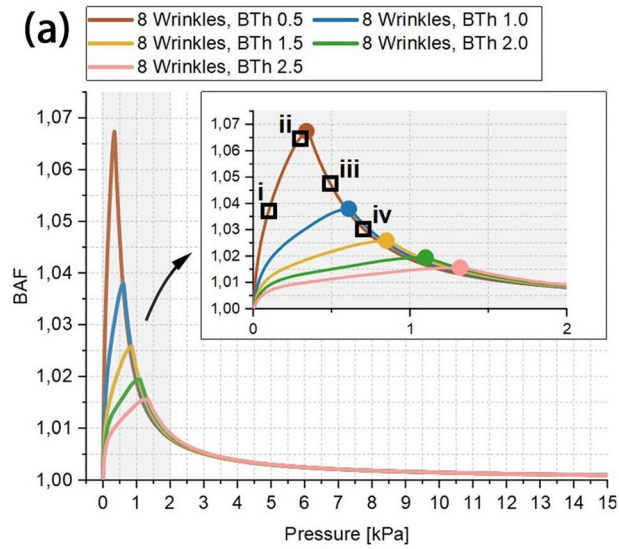 (a)
8 Wrinkles, BTh 0.5 8 Wrinkles, BTh 1.0
8 Wrinkles, BTh 1.5 8 Wrinkles, BTh 2.0
8 Wrinkles, BTh 2.5
1,07
1,06
1,05
1,04
1,03
1,02
1,01
1,00
BAF
1,07
1,06
1,05
1,04
1,03
1,02
1,01
1,00
i
ii
iii
iv
0 1 2
0 1 2 3 4 5 6 7 8 9 10 11 12 13 14 15
Pressure [kPa]